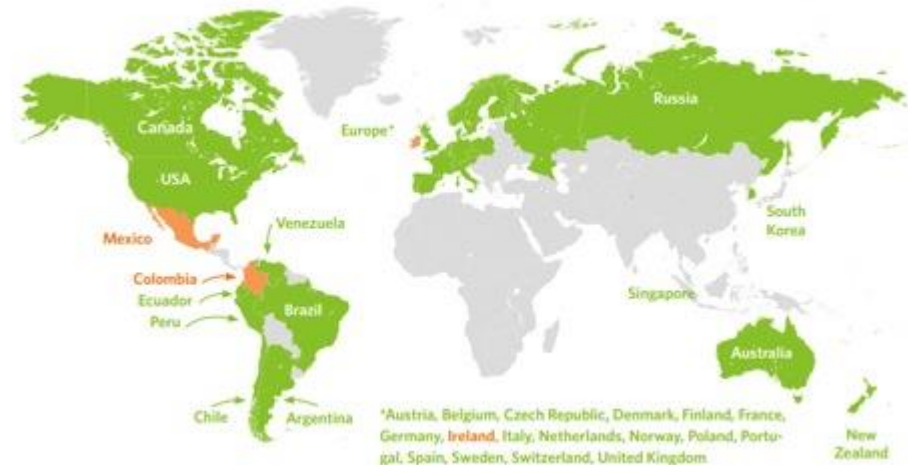 Canada
Russia
Europe*
USA
Venezuela
South
Korea
Mexico
Colombia
Ecuador
Singapore
Brazil
Peru
Australia
Chile
Argentina
*Austria, Belgium, Czech Republic, Denmark, Finland, France,
Germany, Ireland, Italy, Netherlands, Norway, Poland, Portu-
gal, Spain, Sweden, Switzerland, United Kingdom
New
Zealand